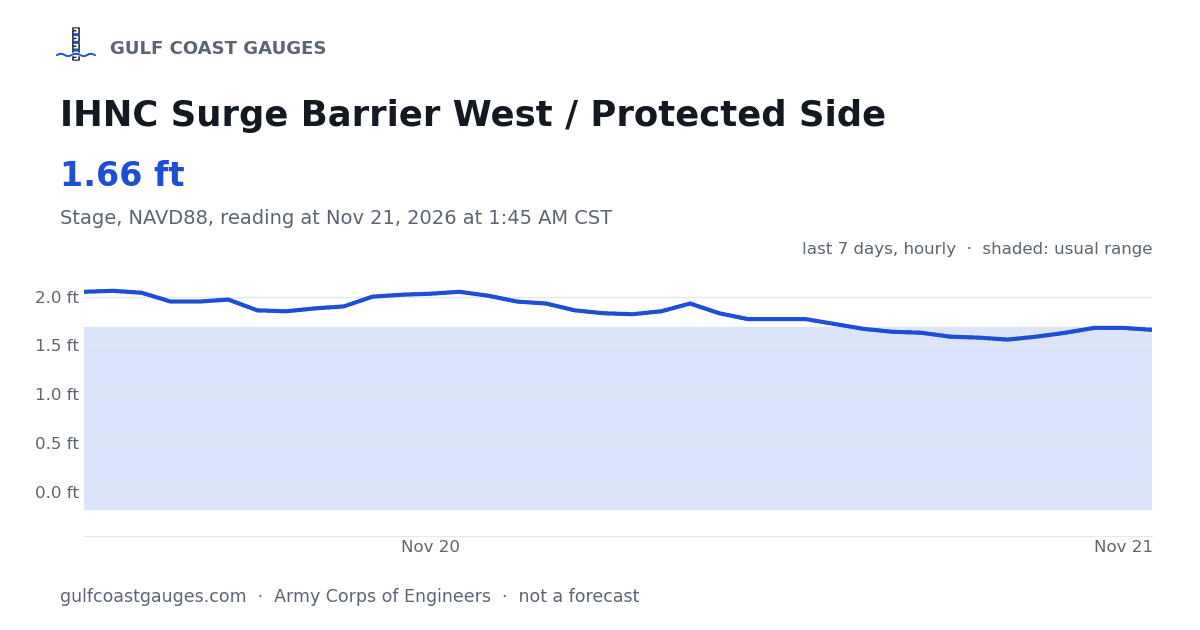 GULF COAST GAUGES
IHNC Surge Barrier West / Protected Side
1.66 ft
Stage, NAVD88, reading at Nov 21, 2026 at 1:45 AM CST
last 7 days, hourly · shaded: usual range
2.0 ft
1.5 ft
1.0 ft
0.5 ft
0.0 ft
Nov 20
Nov 21
gulfcoastgauges.com · Army Corps of Engineers · not a forecast